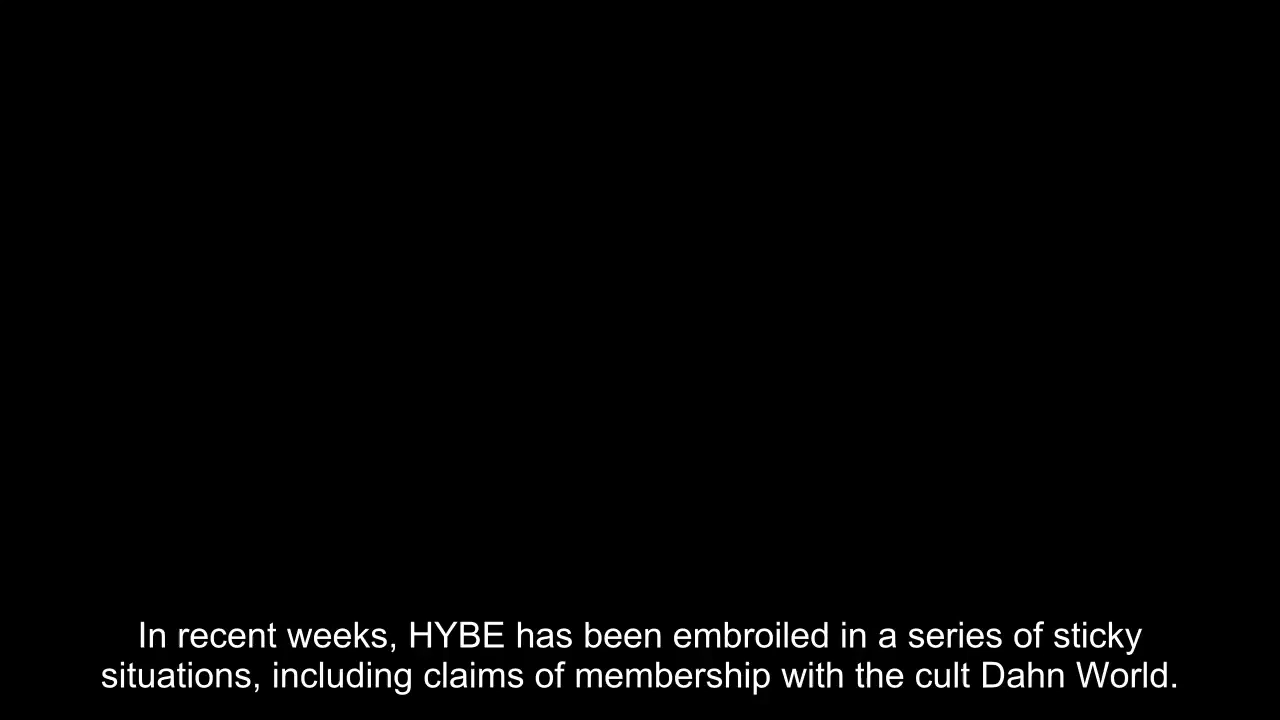 In recent weeks, HYBE has been embroiled in a series of sticky
situations, including claims of membership with the cult Dahn World.